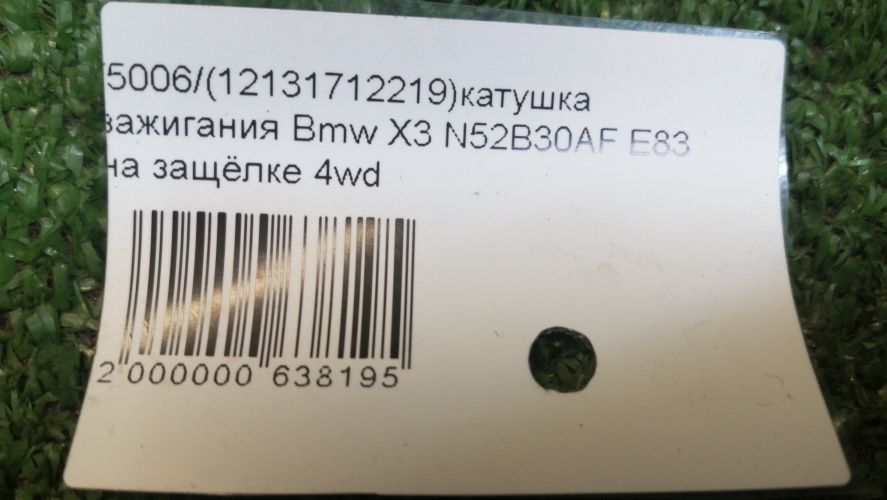 5006/(12131712219)катушка
зажигания Bmw X3 N52B30AF E83
на защёлке 4wd
2 000000 638195